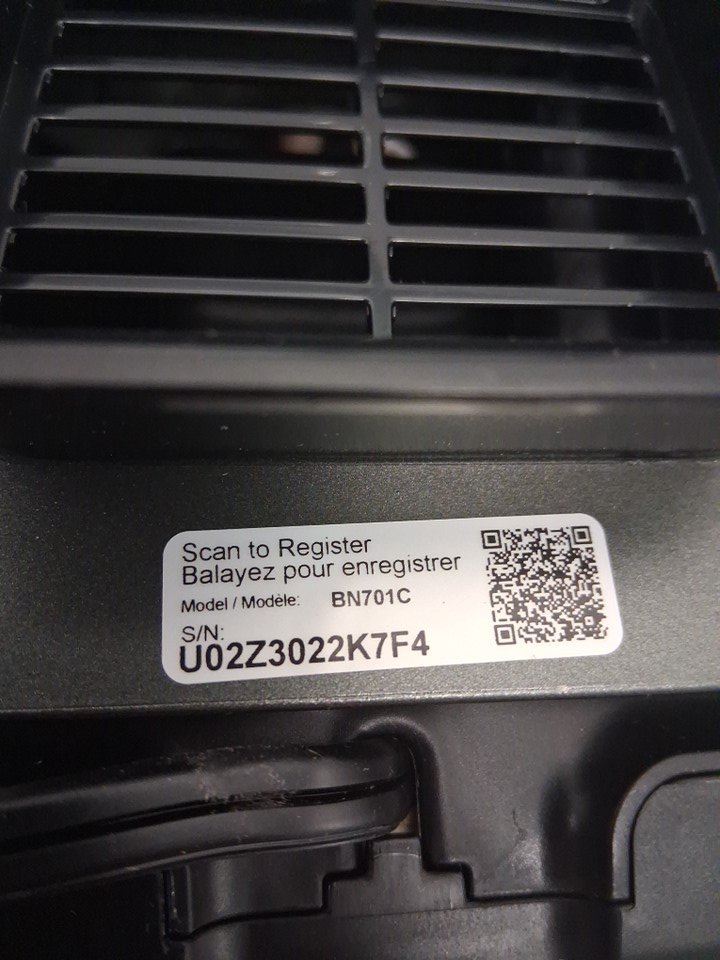 Scan to Register
Balayez pour enregistrer
Model / Modèle: BN701C
S/N:
U02Z3022K7F4